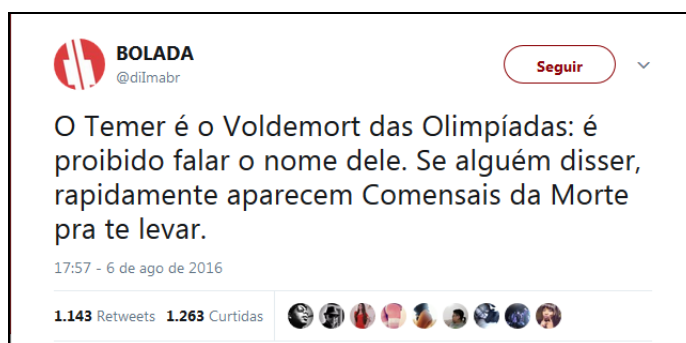 BOLADA
@diImabr
Seguir
O Temer é o Voldemort das Olimpíadas: é
proibido falar o nome dele. Se alguém disser,
rapidamente aparecem Comensais da Morte
pra te levar.
17:57 - 6 de ago de 2016
1.143 Retweets 1.263 Curtidas